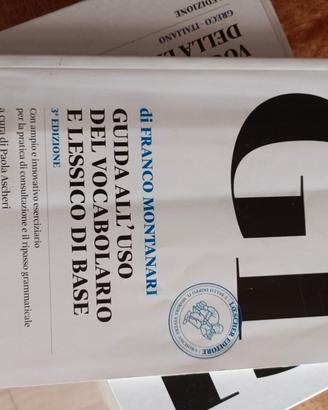 GI
di FRANCO MONTANARI
GUIDA ALL'USO
DEL VOCABOLARIO
E LESSICO DI BASE
3ª EDIZIONE
Con ampio e innovativo eserciziario
per la pratica di consultazione e il ripasso grammaticale
a cura di Paola Ascheri
LOESCHER EDITORE
EDIZIONE
GRECO - ITALIANO
DELLA